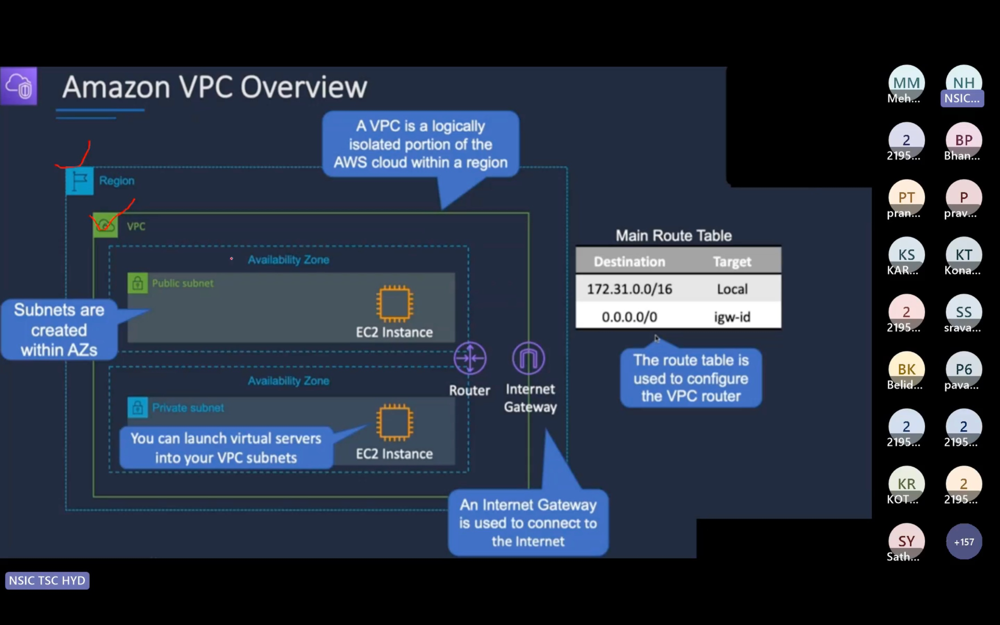 Amazon VPC Overview
A VPC is a logically
isolated portion of the
AWS cloud within a region
Region
VPC
Availability Zone
Public subnet
EC2 Instance
Subnets are
created
within AZs
Availability Zone
Private subnet
EC2 Instance
You can launch virtual servers
into your VPC subnets
Router
Internet
Gateway
An Internet Gateway
is used to connect to
the Internet
Main Route Table
Destination Target
172.31.0.0/16 Local
0.0.0.0/0 igw-id
The route table is
used to configure
the VPC router
NSIC TSC HYD
MM NH
Meh... NSIC...
2 BP
2195... Bhan...
PT P
pran... prav...
KS KT
KAR... Kona...
2 SS
2195... srava...
BK P6
Belid... pava...
2 2
2195... 2195...
KR 2
KOT... 2195...
SY +157
Sath...